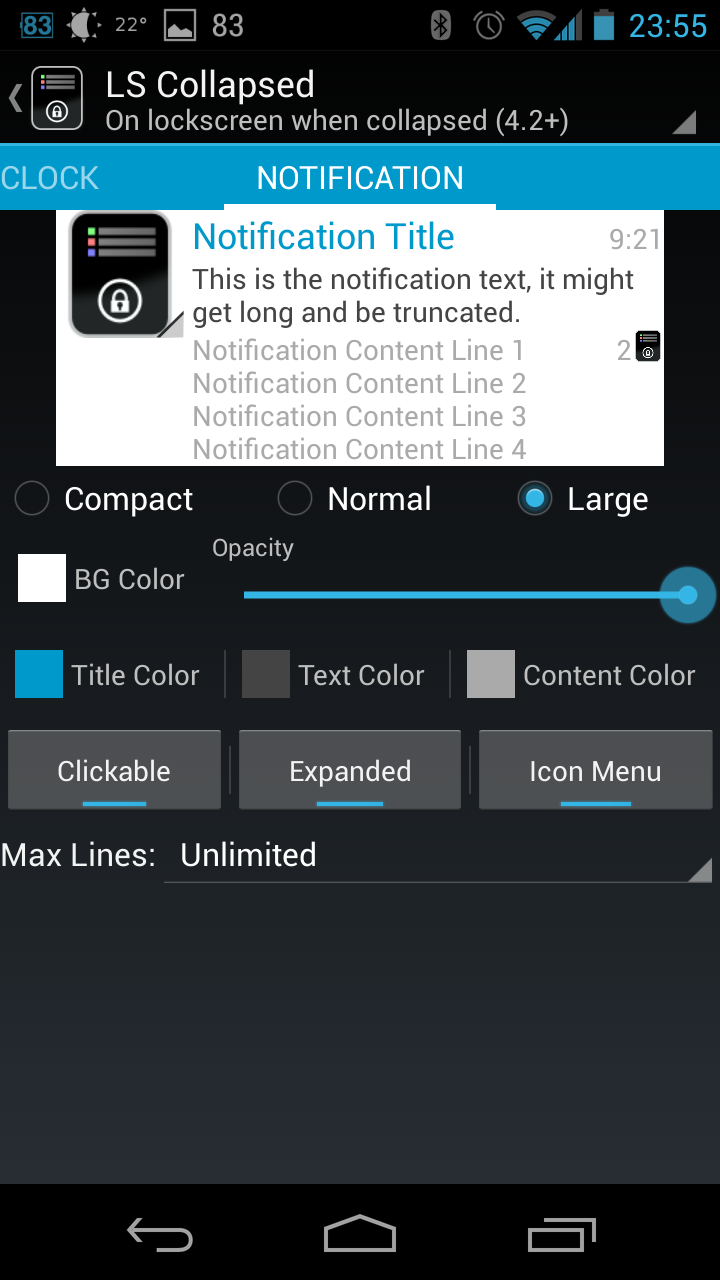 83 22° 83 23:55
LS Collapsed
On lockscreen when collapsed (4.2+)
CLOCK NOTIFICATION
Notification Title 9:21
This is the notification text, it might
get long and be truncated.
Notification Content Line 1 2
Notification Content Line 2
Notification Content Line 3
Notification Content Line 4
Compact Normal Large
Opacity
BG Color
Title Color Text Color Content Color
Clickable Expanded Icon Menu
Max Lines: Unlimited